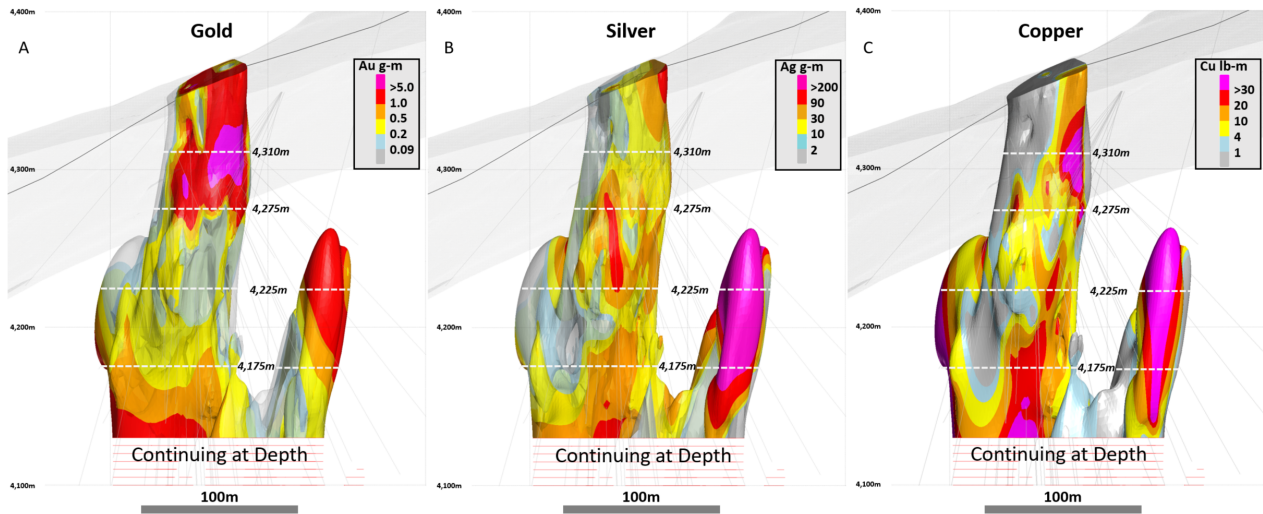 4,400m
Gold
A
Au g-m
>5.0
1.0
0.5
0.2
0.09
4,310m
4,300m
4,275m
4,225m
4,200m
4,175m
Continuing at Depth
4,100m
100m
4,400m
Silver
B
Ag g-m
>200
90
30
10
2
4,310m
4,300m
4,275m
4,225m
4,200m
4,175m
Continuing at Depth
4,100m
100m
4,400m
Copper
C
Cu lb-m
>30
20
10
4
1
4,310m
4,300m
4,275m
4,225m
4,200m
4,175m
Continuing at Depth
4,100m
100m